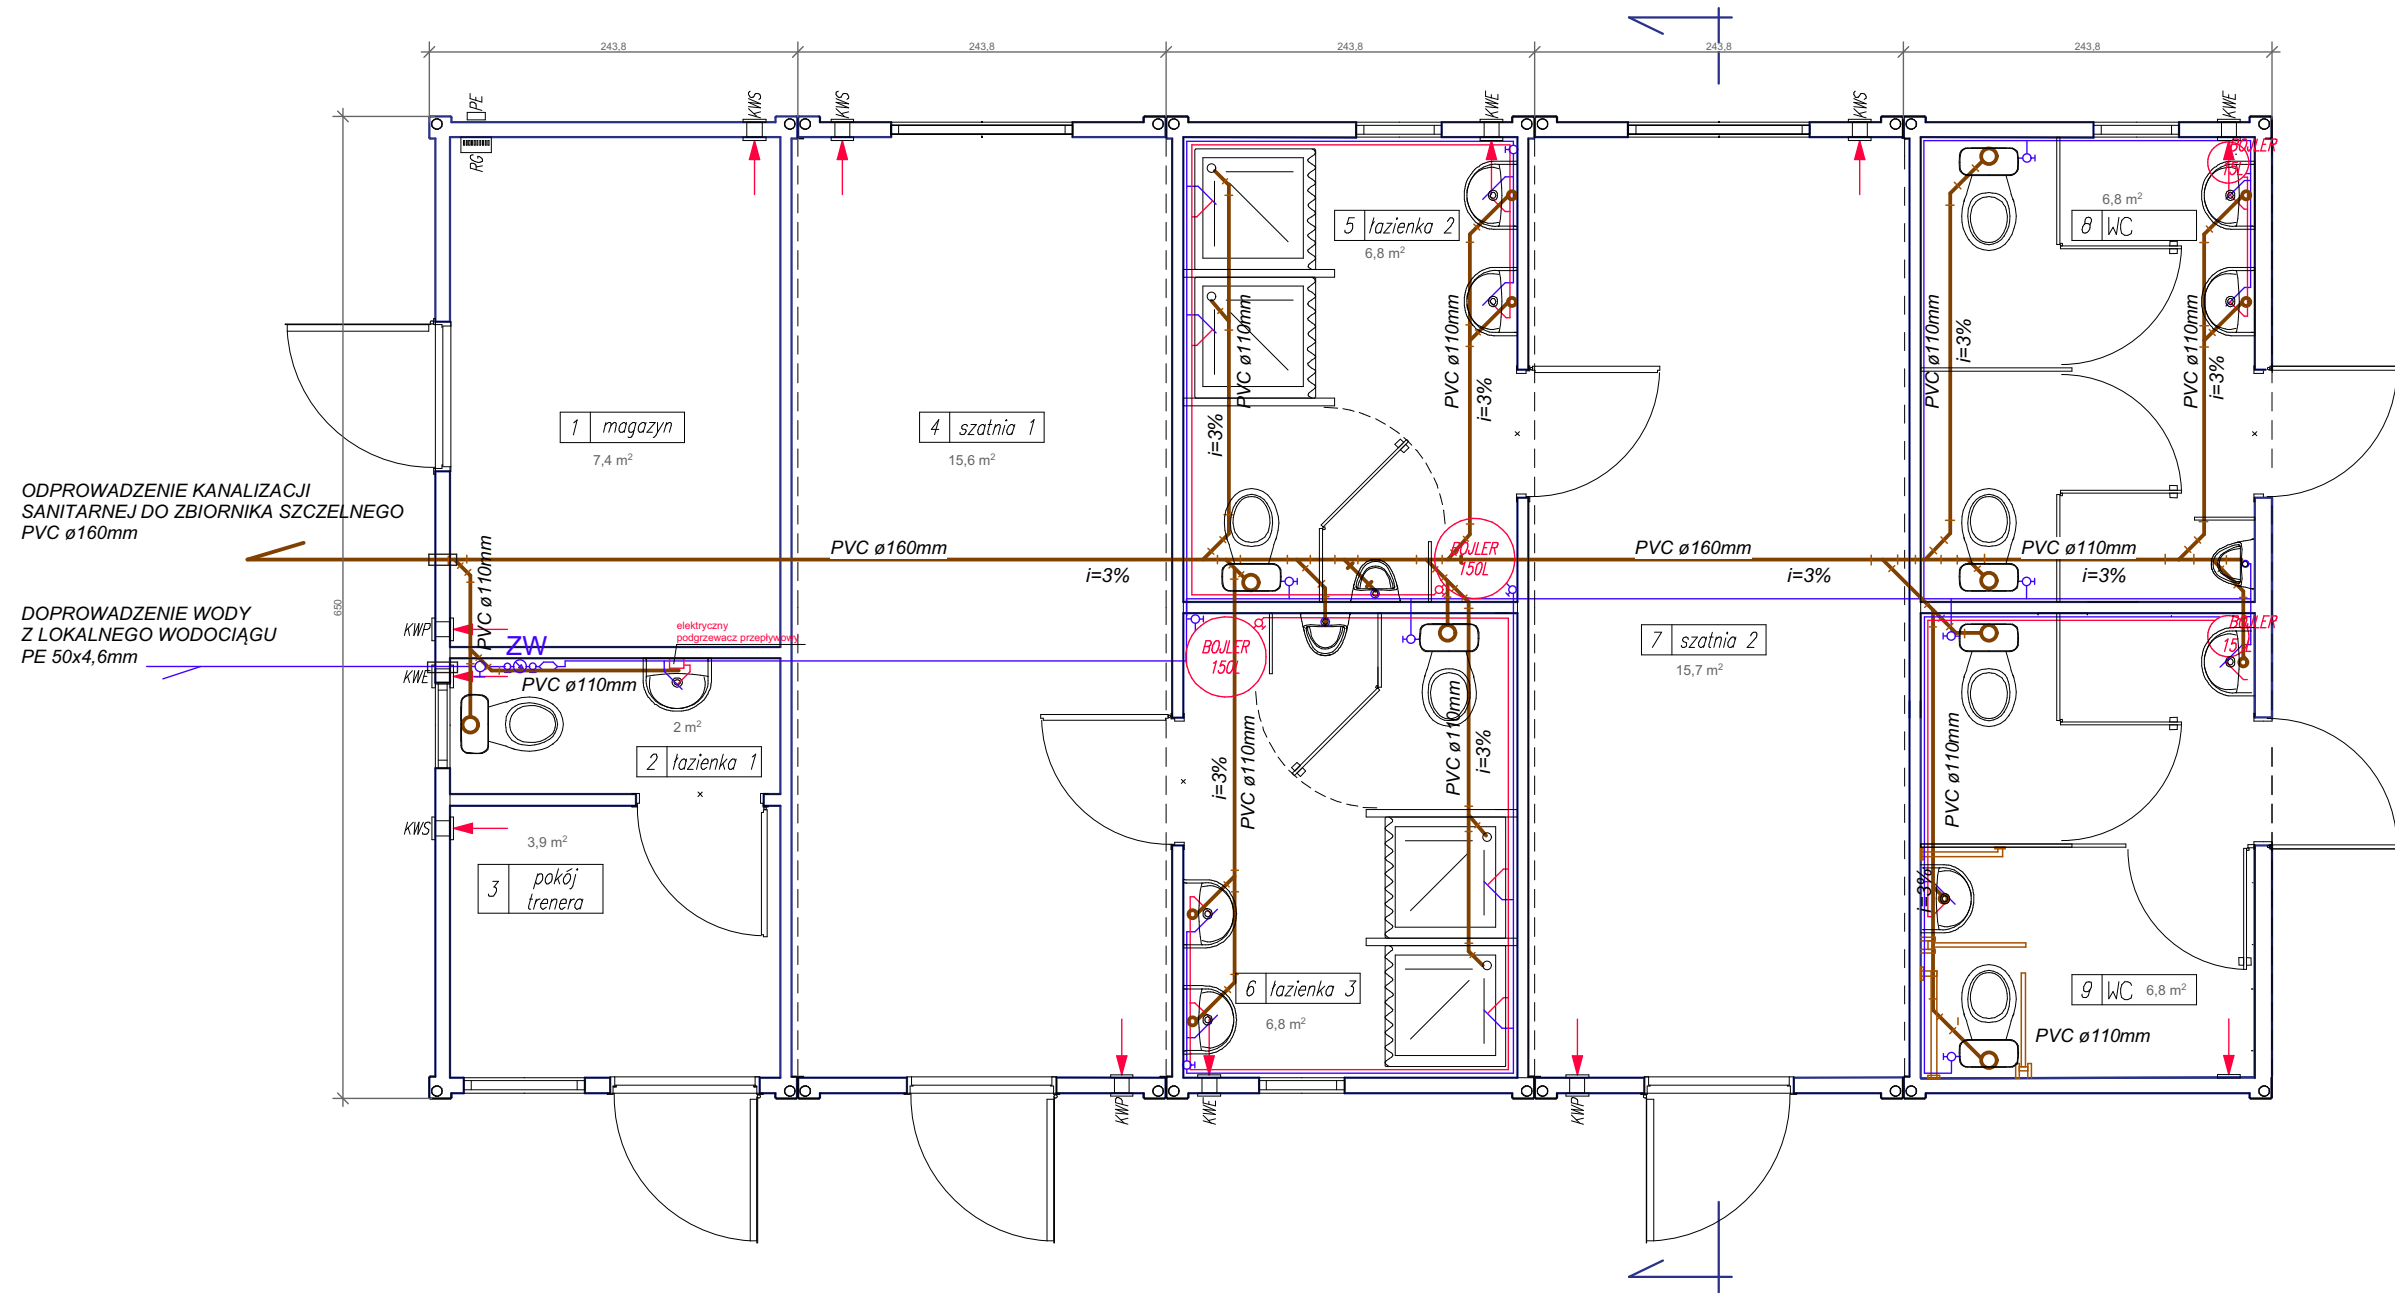 243,8
243,8
243,8
243,8
243,8
650
PE
RG
KWS
KWS
KWE
KWS
KWE
BOJLER
15L
5 łazienka 2
6,8 m²
6,8 m²
8 WC
PVC ø110mm
i=3%
PVC ø110mm
i=3%
PVC ø110mm
i=3%
PVC ø110mm
i=3%
1 magazyn
7,4 m²
4 szatnia 1
15,6 m²
ODPROWADZENIE KANALIZACJI
SANITARNEJ DO ZBIORNIKA SZCZELNEGO
PVC ø160mm
PVC ø110mm
PVC ø160mm
i=3%
BOJLER
150L
PVC ø160mm
i=3%
PVC ø110mm
i=3%
DOPROWADZENIE WODY
Z LOKALNEGO WODOCIĄGU
PE 50x4,6mm
KWP
KWE
ZW
elektryczny
podgrzewacz przepływowy
PVC ø110mm
BOJLER
150L
7 szatnia 2
15,7 m²
BOJLER
15L
2 m²
2 łazienka 1
PVC ø110mm
i=3%
PVC ø110mm
i=3%
PVC ø110mm
i=3%
KWS
3,9 m²
3 pokój
trenera
6 łazienka 3
6,8 m²
9 WC 6,8 m²
PVC ø110mm
KWP
KWE
KWP